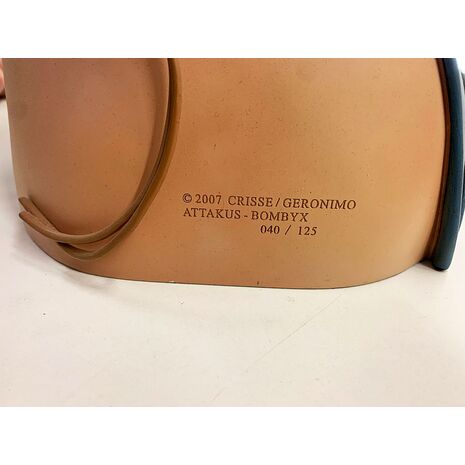 © 2007 CRISSE / GERONIMO
ATTAKUS - BOMBYX
040 / 125